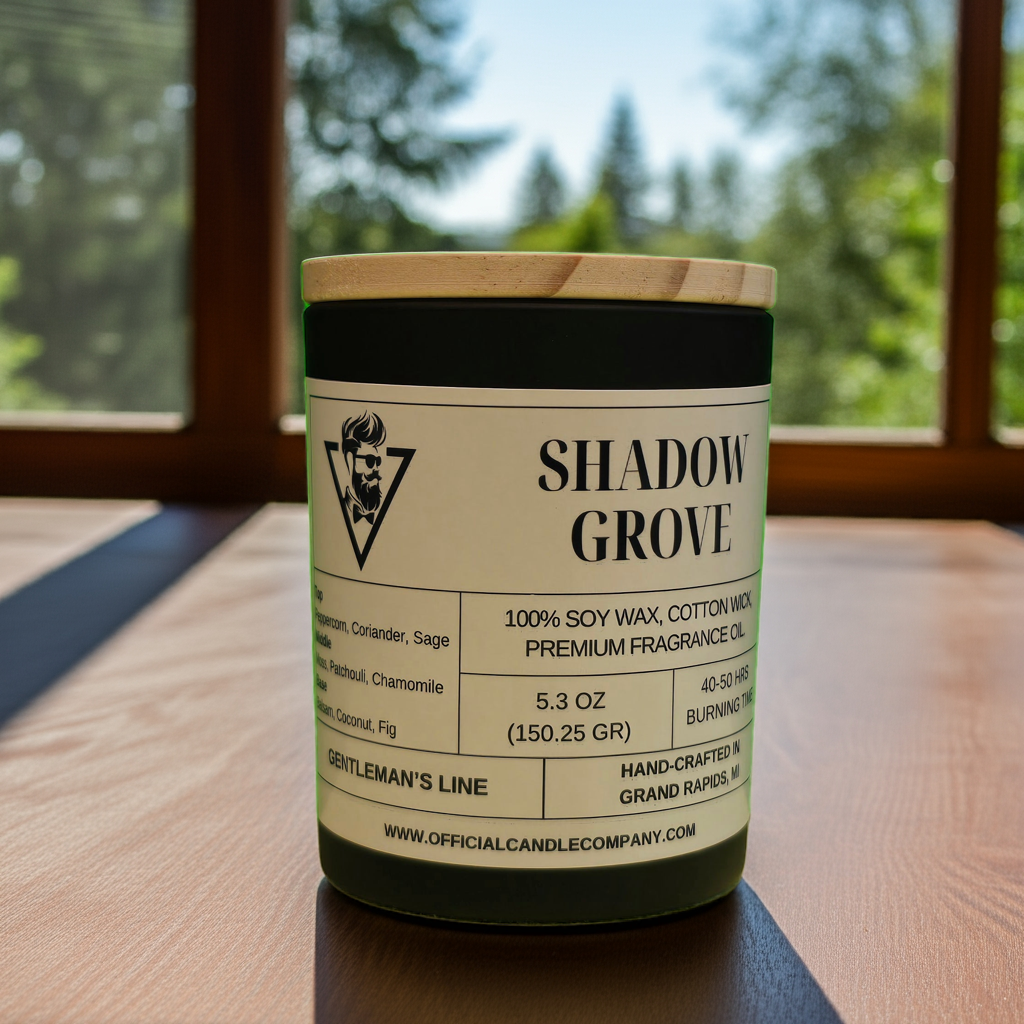 SHADOW
GROVE
Top
Peppercorn, Coriander, Sage
Middle
Moss, Patchouli, Chamomile
Base
Balsam, Coconut, Fig
100% SOY WAX, COTTON WICK,
PREMIUM FRAGRANCE OIL
5.3 OZ
(150.25 GR)
40-50 HRS
BURNING TIME
GENTLEMAN'S LINE
HAND-CRAFTED IN
GRAND RAPIDS, MI
WWW.OFFICIALCANDLECOMPANY.COM